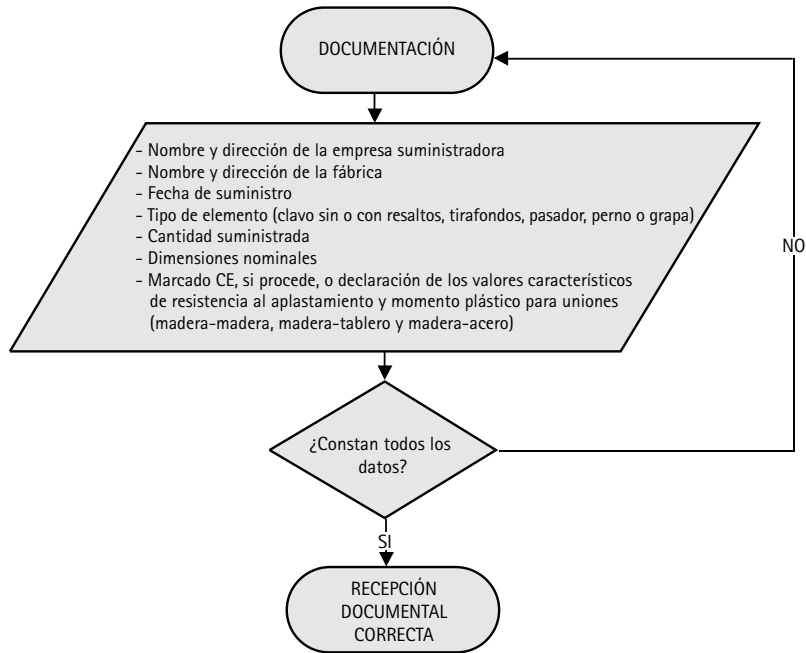 DOCUMENTACIÓN
- Nombre y dirección de la empresa suministradora
- Nombre y dirección de la fábrica
- Fecha de suministro
- Tipo de elemento (clavo sin o con resaltos, tirafondos, pasador, perno o grapa)
- Cantidad suministrada
- Dimensiones nominales
- Marcado CE, si procede, o declaración de los valores característicos
de resistencia al aplastamiento y momento plástico para uniones
(madera-madera, madera-tablero y madera-acero)
NO
¿Constan todos los
datos?
SI
RECEPCIÓN
DOCUMENTAL
CORRECTA